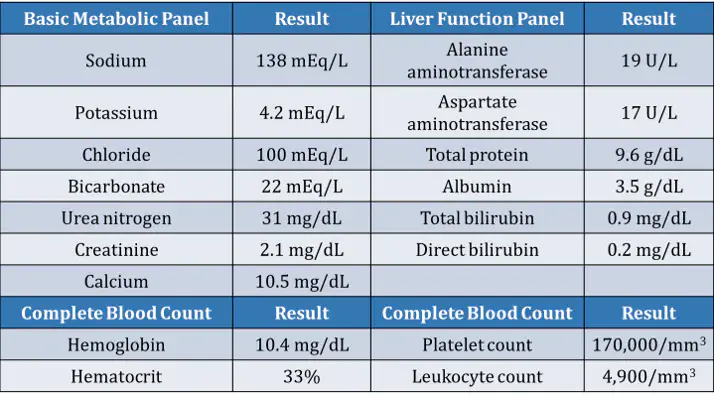 Basic Metabolic Panel Result Liver Function Panel Result
Sodium 138 mEq/L Alanine aminotransferase 19 U/L
Potassium 4.2 mEq/L Aspartate aminotransferase 17 U/L
Chloride 100 mEq/L Total protein 9.6 g/dL
Bicarbonate 22 mEq/L Albumin 3.5 g/dL
Urea nitrogen 31 mg/dL Total bilirubin 0.9 mg/dL
Creatinine 2.1 mg/dL Direct bilirubin 0.2 mg/dL
Calcium 10.5 mg/dL
Complete Blood Count Result Complete Blood Count Result
Hemoglobin 10.4 mg/dL Platelet count 170,000/mm³
Hematocrit 33% Leukocyte count 4,900/mm³